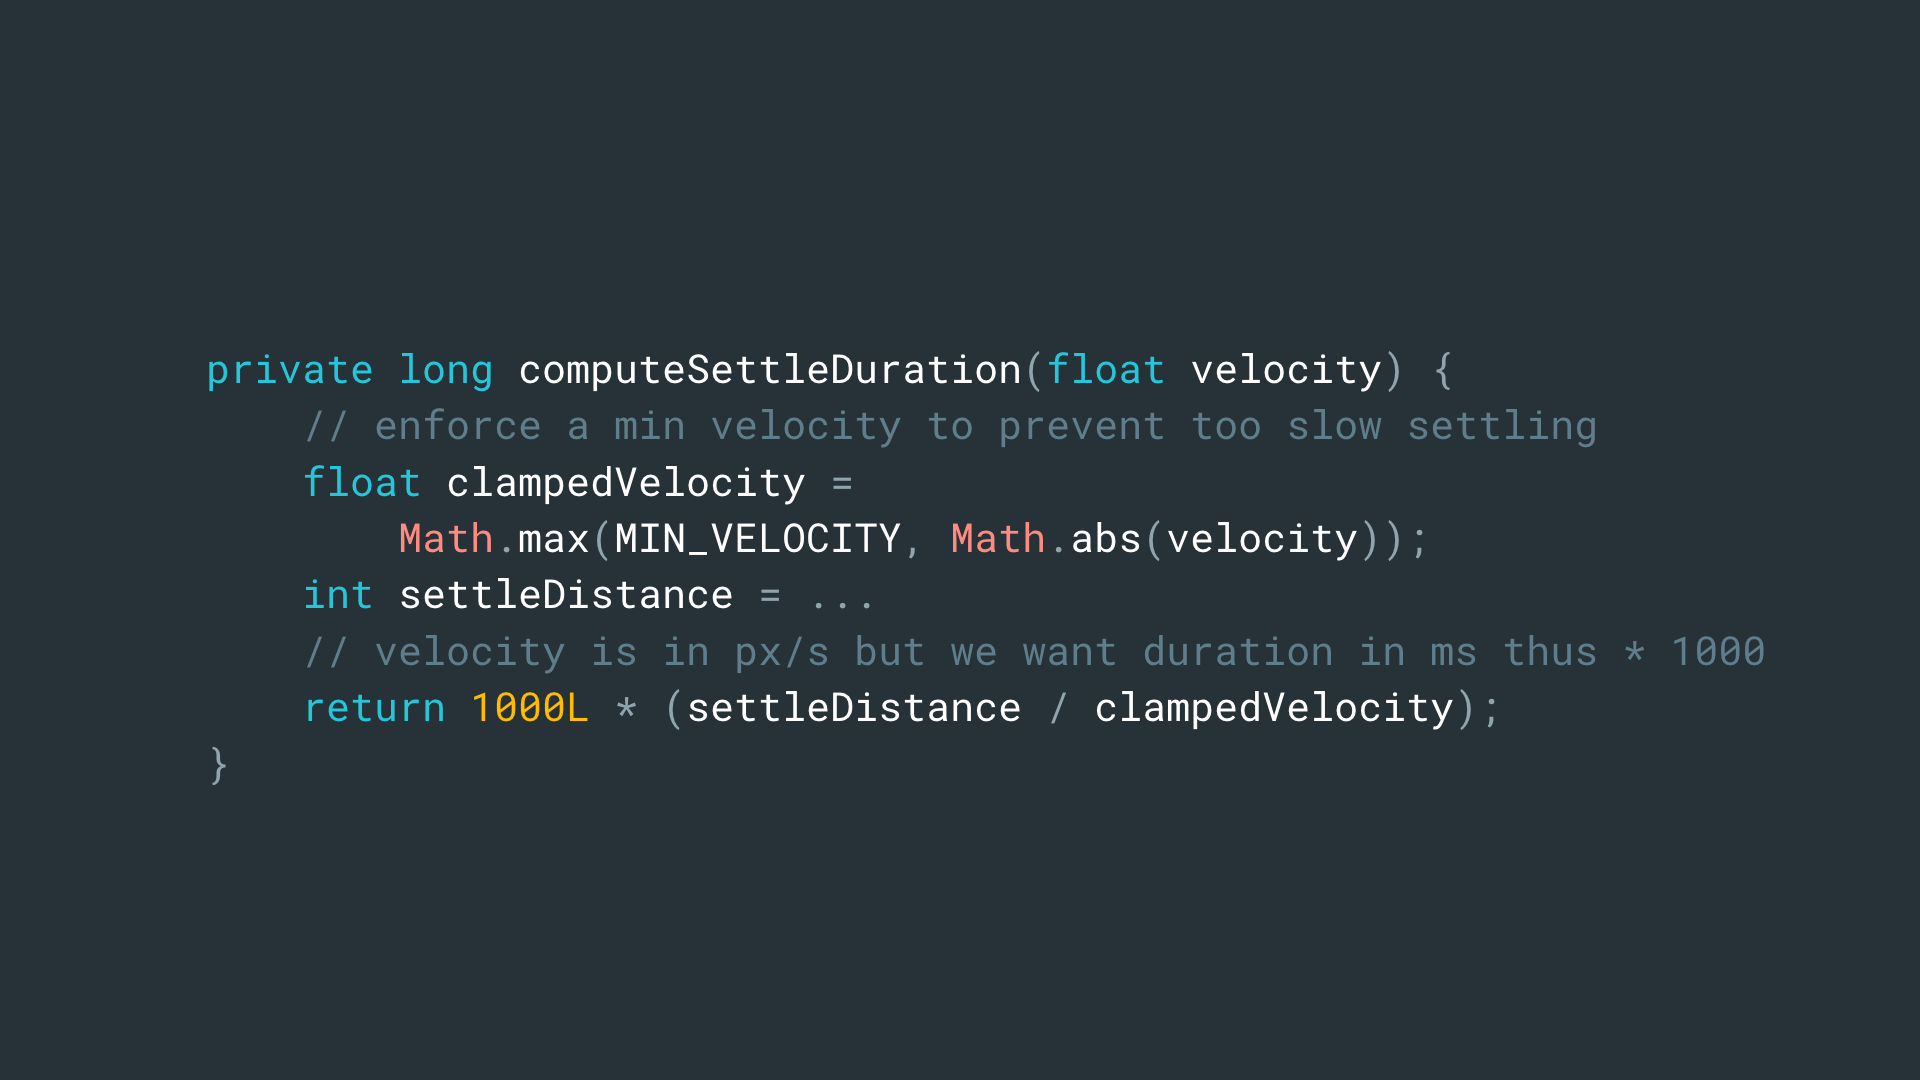 private long computeSettleDuration(float velocity) {
    // enforce a min velocity to prevent too slow settling
    float clampedVelocity =
        Math.max(MIN_VELOCITY, Math.abs(velocity));
    int settleDistance = ...
    // velocity is in px/s but we want duration in ms thus * 1000
    return 1000L * (settleDistance / clampedVelocity);
}